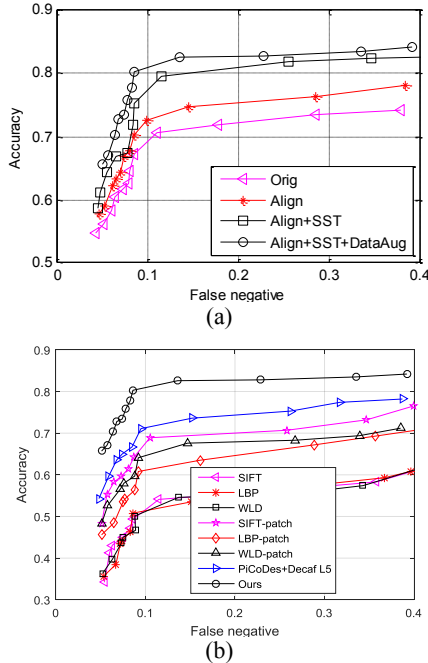 0.9
0.8
0.7
0.6
0.5
Accuracy
0 0.1 0.2 0.3 0.4
False negative
Orig
Align
Align+SST
Align+SST+DataAug
(a)
0.9
0.8
0.7
0.6
0.5
0.4
0.3
Accuracy
0 0.1 0.2 0.3 0.4
False negative
SIFT
LBP
WLD
SIFT-patch
LBP-patch
WLD-patch
PiCoDes+Decaf L5
Ours
(b)